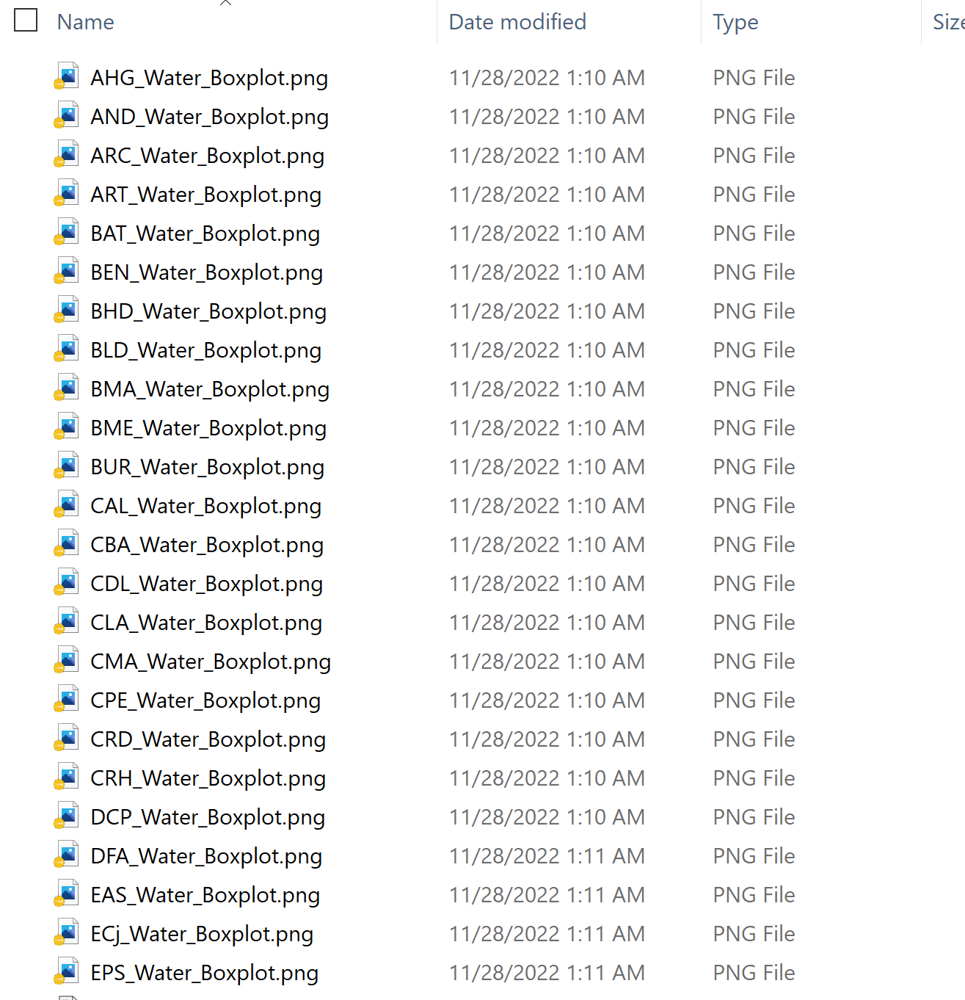 Name Date modified Type Size
AHG_Water_Boxplot.png 11/28/2022 1:10 AM PNG File
AND_Water_Boxplot.png 11/28/2022 1:10 AM PNG File
ARC_Water_Boxplot.png 11/28/2022 1:10 AM PNG File
ART_Water_Boxplot.png 11/28/2022 1:10 AM PNG File
BAT_Water_Boxplot.png 11/28/2022 1:10 AM PNG File
BEN_Water_Boxplot.png 11/28/2022 1:10 AM PNG File
BHD_Water_Boxplot.png 11/28/2022 1:10 AM PNG File
BLD_Water_Boxplot.png 11/28/2022 1:10 AM PNG File
BMA_Water_Boxplot.png 11/28/2022 1:10 AM PNG File
BME_Water_Boxplot.png 11/28/2022 1:10 AM PNG File
BUR_Water_Boxplot.png 11/28/2022 1:10 AM PNG File
CAL_Water_Boxplot.png 11/28/2022 1:10 AM PNG File
CBA_Water_Boxplot.png 11/28/2022 1:10 AM PNG File
CDL_Water_Boxplot.png 11/28/2022 1:10 AM PNG File
CLA_Water_Boxplot.png 11/28/2022 1:10 AM PNG File
CMA_Water_Boxplot.png 11/28/2022 1:10 AM PNG File
CPE_Water_Boxplot.png 11/28/2022 1:10 AM PNG File
CRD_Water_Boxplot.png 11/28/2022 1:10 AM PNG File
CRH_Water_Boxplot.png 11/28/2022 1:10 AM PNG File
DCP_Water_Boxplot.png 11/28/2022 1:10 AM PNG File
DFA_Water_Boxplot.png 11/28/2022 1:11 AM PNG File
EAS_Water_Boxplot.png 11/28/2022 1:11 AM PNG File
ECj_Water_Boxplot.png 11/28/2022 1:11 AM PNG File
EPS_Water_Boxplot.png 11/28/2022 1:11 AM PNG File